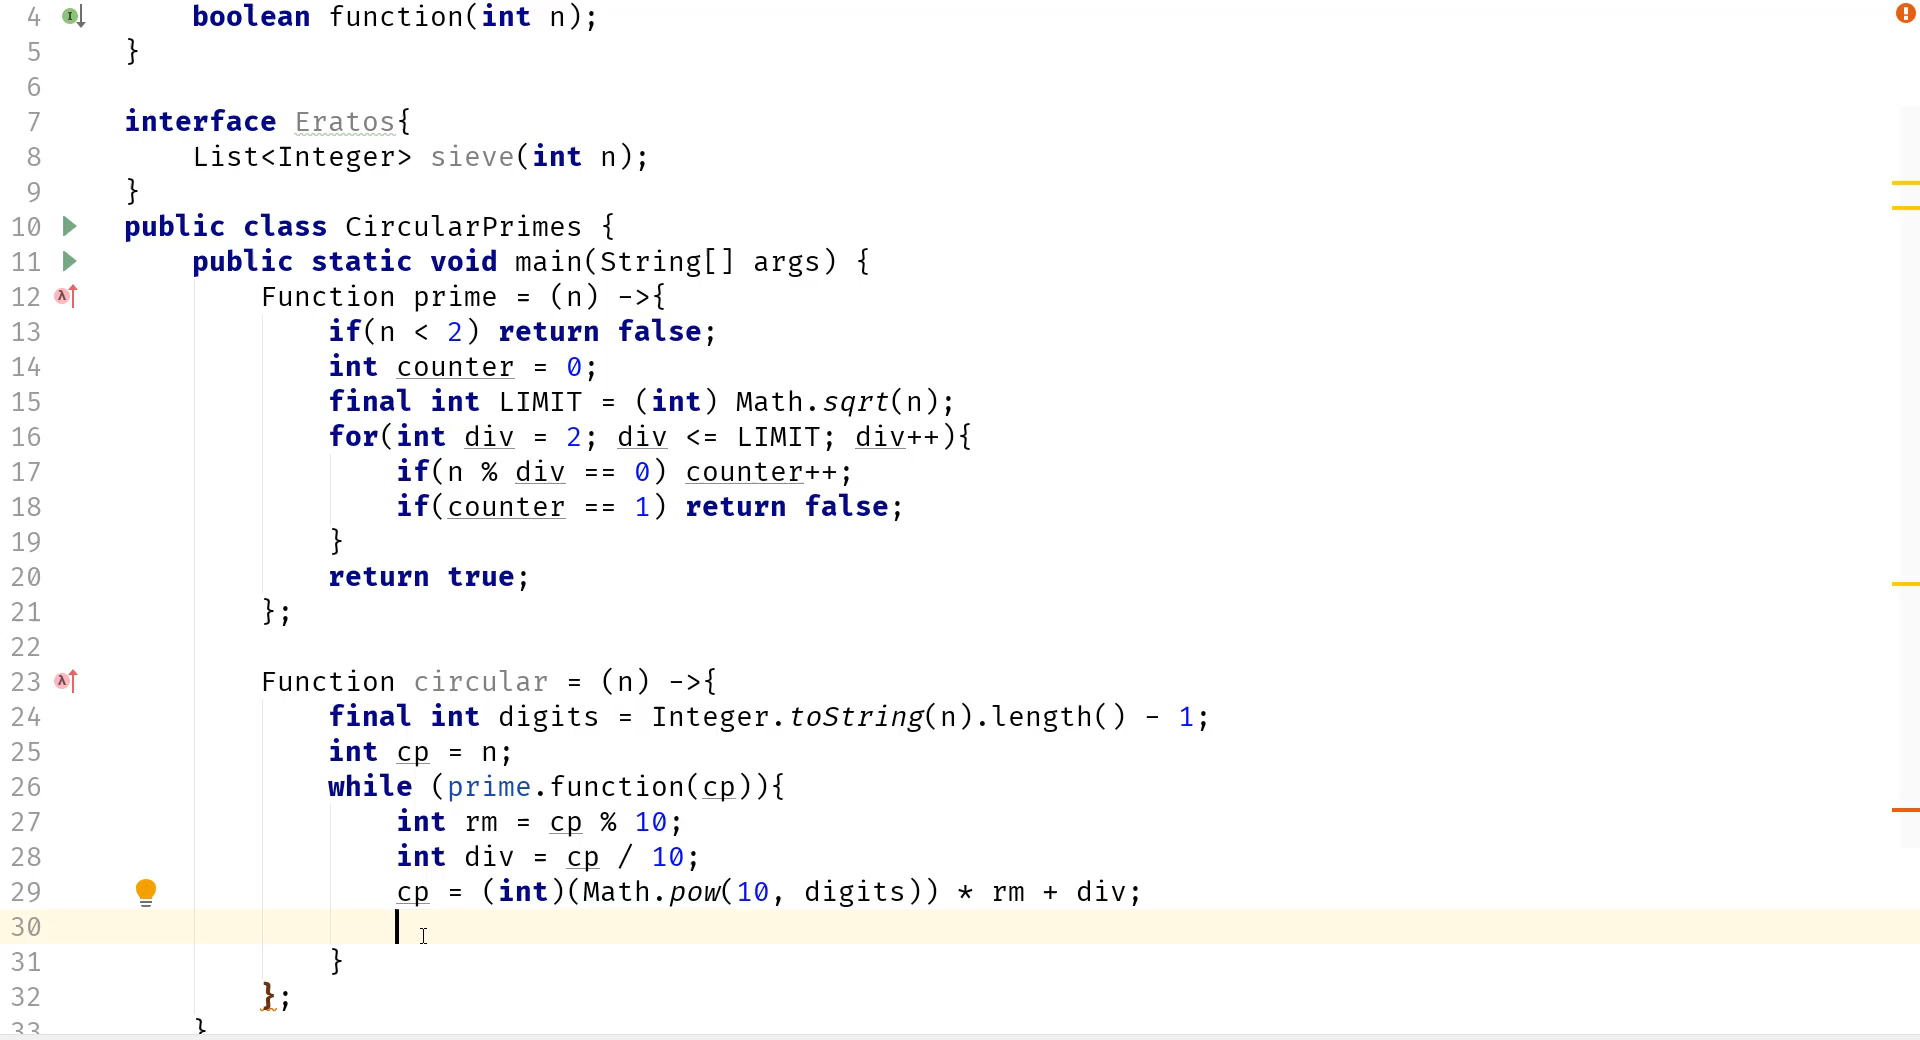 4 boolean function(int n);
5 }
6
7 interface Eratos{
8 List<Integer> sieve(int n);
9 }
10 public class CircularPrimes {
11 public static void main(String[] args) {
12 Function prime = (n) ->{
13 if(n < 2) return false;
14 int counter = 0;
15 final int LIMIT = (int) Math.sqrt(n);
16 for(int div = 2; div <= LIMIT; div++){
17 if(n % div == 0) counter++;
18 if(counter == 1) return false;
19 }
20 return true;
21 };
22
23 Function circular = (n) ->{
24 final int digits = Integer.toString(n).length() - 1;
25 int cp = n;
26 while (prime.function(cp)){
27 int rm = cp % 10;
28 int div = cp / 10;
29 cp = (int)(Math.pow(10, digits)) * rm + div;
30
31 }
32 };
33 }